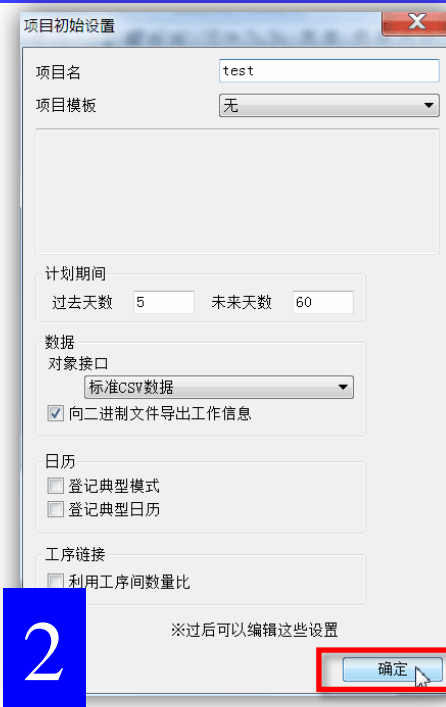 项目初始设置
项目名 test
项目模板 无
计划期间
过去天数 5 未来天数 60
数据
对象接口
标准CSV数据
向二进制文件导出工作信息
日历
登记典型模式
登记典型日历
工序链接
利用工序间数量比
※过后可以编辑这些设置
2
确定